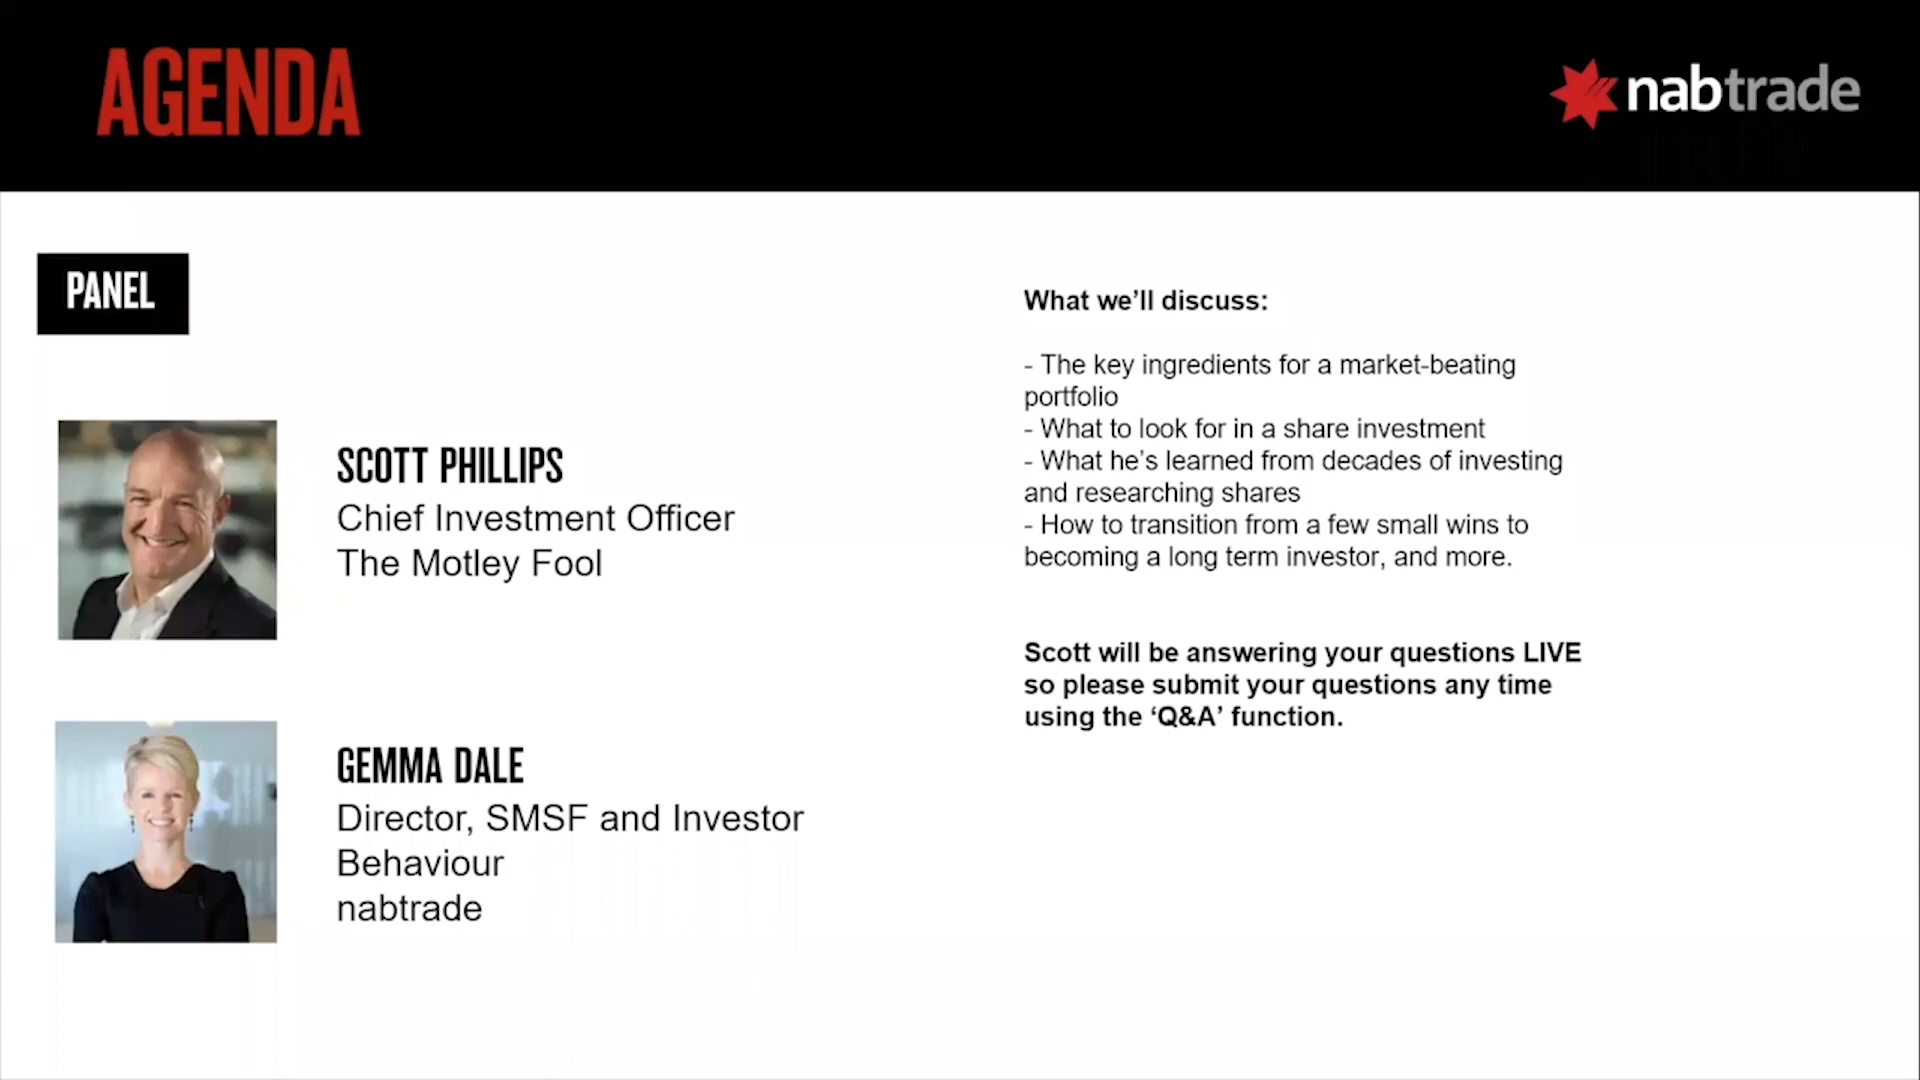 AGENDA
nabtrade
PANEL
SCOTT PHILLIPS
Chief Investment Officer
The Motley Fool
GEMMA DALE
Director, SMSF and Investor
Behaviour
nabtrade
What we’ll discuss:
- The key ingredients for a market-beating
portfolio
- What to look for in a share investment
- What he’s learned from decades of investing
and researching shares
- How to transition from a few small wins to
becoming a long term investor, and more.
Scott will be answering your questions LIVE
so please submit your questions any time
using the ‘Q&A’ function.